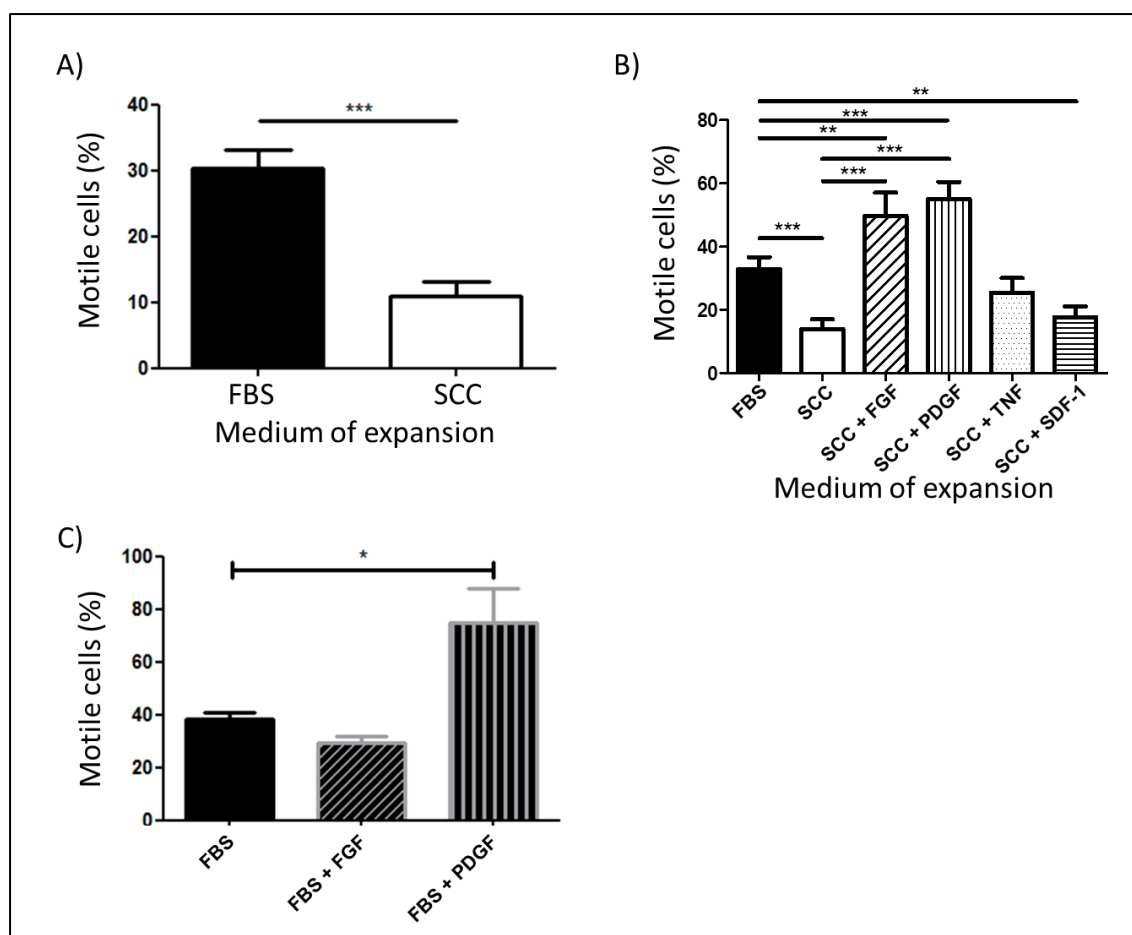 A)
Motile cells (%)
40
30
20
10
0
***
FBS SCC
Medium of expansion
B)
Motile cells (%)
80
60
40
20
0
**
***
**
***
***
***
FBS
SCC
SCC + FGF
SCC + PDGF
SCC + TNF
SCC + SDF-1
Medium of expansion
C)
Motile cells (%)
100
80
60
40
20
0
*
FBS
FBS + FGF
FBS + PDGF